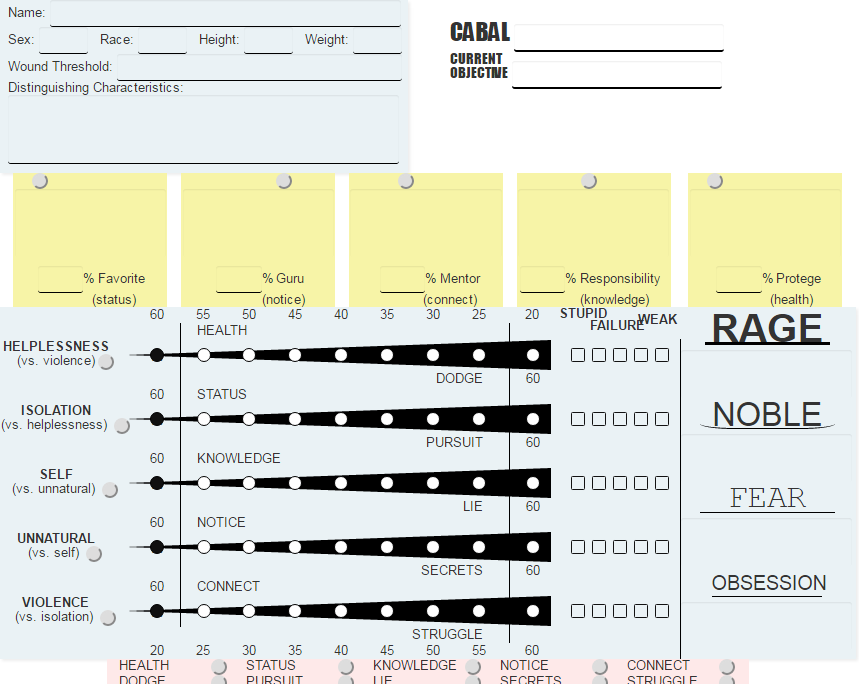 Name:
CABAL
Sex: Race: Height: Weight:
CURRENT
OBJECTIVE
Wound Threshold:
Distinguishing Characteristics:
% Favorite
(status)
% Guru
(notice)
% Mentor
(connect)
% Responsibility
(knowledge)
% Protege
(health)
60 55 50 45 40 35 30 25 20
STUPID
FAILURE
WEAK
RAGE
HEALTH
HELPLESSNESS
(vs. violence)
DODGE 60
60 STATUS
ISOLATION
(vs. helplessness)
NOBLE
PURSUIT 60
60 KNOWLEDGE
SELF
(vs. unnatural)
FEAR
LIE 60
60 NOTICE
UNNATURAL
(vs. self)
SECRETS 60
60 CONNECT
OBSESSION
VIOLENCE
(vs. isolation)
STRUGGLE
20 25 30 35 40 45 50 55 60
HEALTH STATUS KNOWLEDGE NOTICE CONNECT
DODGE PURSUIT LIE SECRETS STRUGGLE